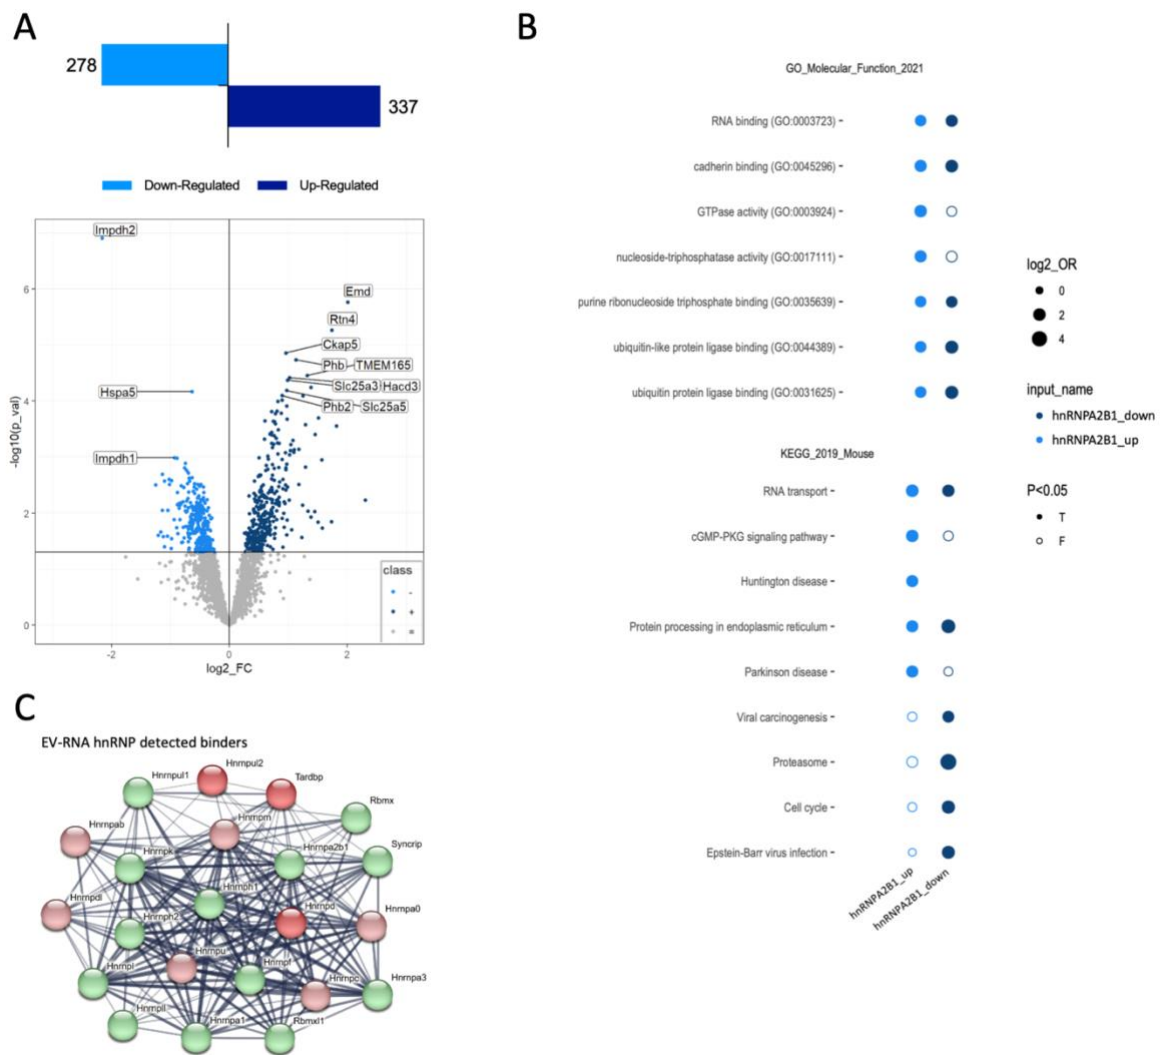 A
278
337
Down-Regulated Up-Regulated
Impdh2
Emd
Rtn4
Ckap5
Phb TMEM165
Slc25a3 Hacd3
Hspa5
Phb2 Slc25a5
Impdh1
6
4
2
0
-log10(p_val)
class
-
+
=
-2 0 2
log2_FC
B
GO_Molecular_Function_2021
RNA binding (GO:0003723) -
cadherin binding (GO:0045296) -
GTPase activity (GO:0003924) -
nucleoside-triphosphatase activity (GO:0017111) -
purine ribonucleoside triphosphate binding (GO:0035639) -
ubiquitin-like protein ligase binding (GO:0044389) -
ubiquitin protein ligase binding (GO:0031625) -
KEGG_2019_Mouse
RNA transport -
cGMP-PKG signaling pathway -
Huntington disease -
Protein processing in endoplasmic reticulum -
Parkinson disease -
Viral carcinogenesis -
Proteasome -
Cell cycle -
Epstein-Barr virus infection -
hnRNPA2B1_up
hnRNPA2B1_down
log2_OR
0
2
4
input_name
hnRNPA2B1_down
hnRNPA2B1_up
P<0.05
T
F
C
EV-RNA hnRNP detected binders
Hnrnpul2
Hnrnpul1
Tardbp
Rbmx
Hnrnpab
Hnrnpm
Hnrnpk
Hnrnpa2b1
Syncrip
Hnrnph1
Hnrnpdl
Hnrnpd
Hnrnpa0
Hnrnph2
Hnrnpu
Hnrnpl
Hnrnpf
Hnrnpc
Hnrnpa3
Hnrnpll
Hnrnpa1
Rbmxl1